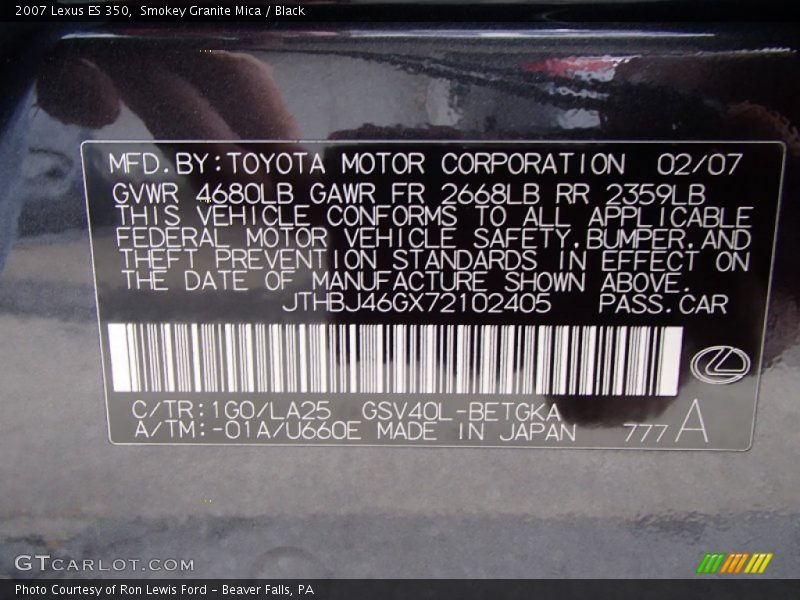 2007 Lexus ES 350, Smokey Granite Mica / Black
MFD.BY:TOYOTA MOTOR CORPORATION 02/07
GVWR 4680LB GAWR FR 2668LB RR 2359LB
THIS VEHICLE CONFORMS TO ALL APPLICABLE
FEDERAL MOTOR VEHICLE SAFETY,BUMPER,AND
THEFT PREVENTION STANDARDS IN EFFECT ON
THE DATE OF MANUFACTURE SHOWN ABOVE.
JTHBJ46GX72102405 PASS.CAR
C/TR:1G0/LA25 GSV40L-BETGKA
A/TM:-01A/U660E MADE IN JAPAN 777 A
GTCARLOT.COM
Photo Courtesy of Ron Lewis Ford - Beaver Falls, PA